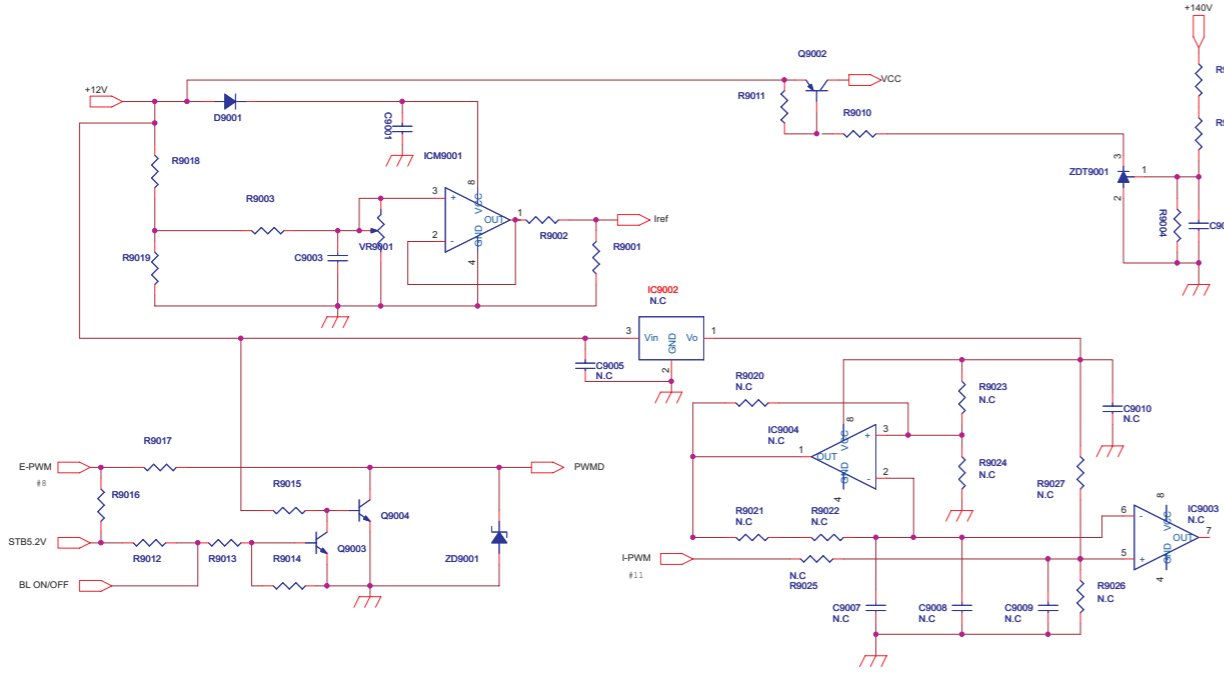 +140V
Q9002
VCC
+12V
D9001
C9001
R9011
R9010
ICM9001
R9018
R9003
3
8
+
VCC
OUT
1
2
-
GND
4
R9002
Iref
R9001
VR9001
C9003
R9019
ZDT9001
3
1
2
R9004
IC9002
N.C
3
Vin
GND
Vo
1
2
C9005
N.C
R9020
N.C
R9023
N.C
C9010
N.C
IC9004
N.C
8
VCC
+
3
1
OUT
GND
-
2
4
R9024
N.C
R9027
N.C
R9017
E-PWM
#8
PWMD
R9016
R9015
Q9004
STB5.2V
R9012
R9013
Q9003
R9014
ZD9001
BL ON/OFF
R9021
N.C
R9022
N.C
I-PWM
#11
N.C
R9025
6
-
8
VCC
IC9003
N.C
OUT
7
5
+
GND
4
R9026
N.C
C9007
N.C
C9008
N.C
C9009
N.C